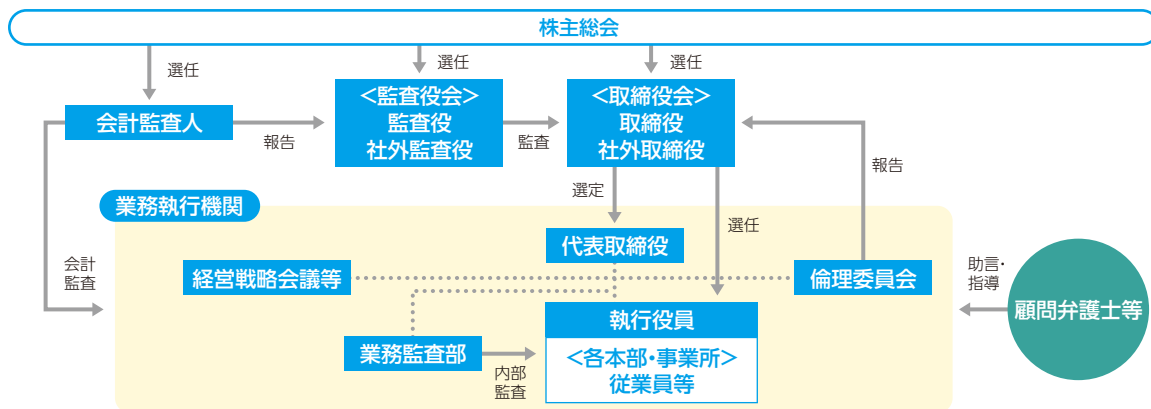 株主総会
選任
選任
選任
会計監査人
報告
<監査役会>
監査役
社外監査役
監査
<取締役会>
取締役
社外取締役
報告
選定
選任
業務執行機関
会計
監査
代表取締役
経営戦略会議等
倫理委員会
助言・
指導
顧問弁護士等
執行役員
<各本部・事業所>
従業員等
業務監査部
内部
監査